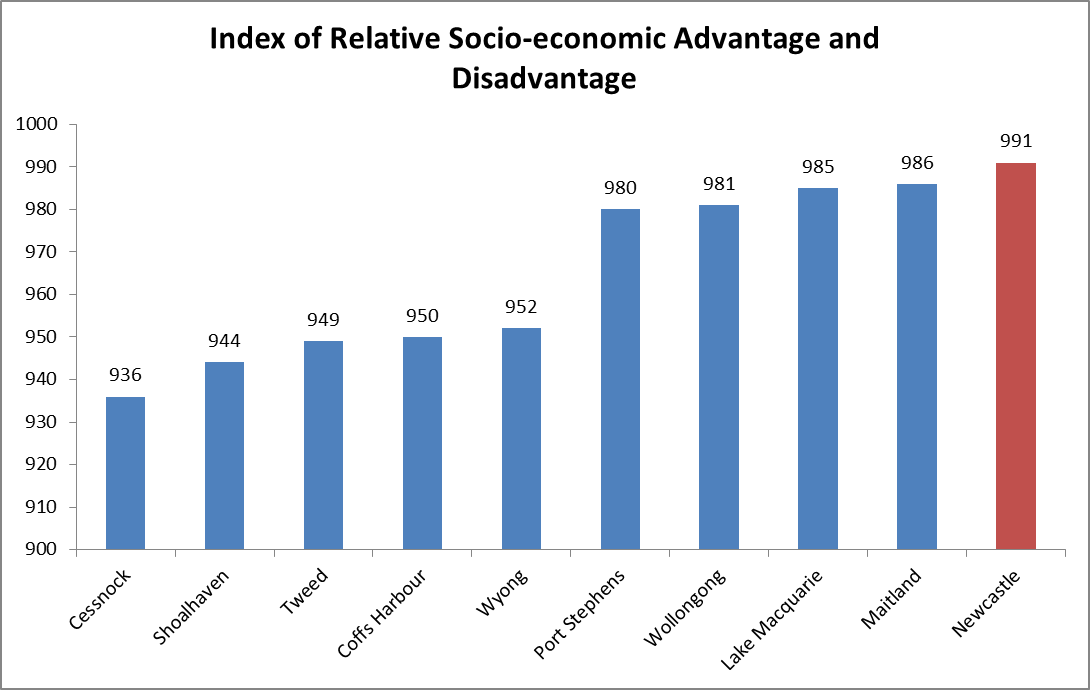 Index of Relative Socio-economic Advantage and
Disadvantage
1000
990
980
970
960
950
940
930
920
910
900
936
944
949
950
952
980
981
985
986
991
Cessnock
Shoalhaven
Tweed
Coffs Harbour
Wyong
Port Stephens
Wollongong
Lake Macquarie
Maitland
Newcastle